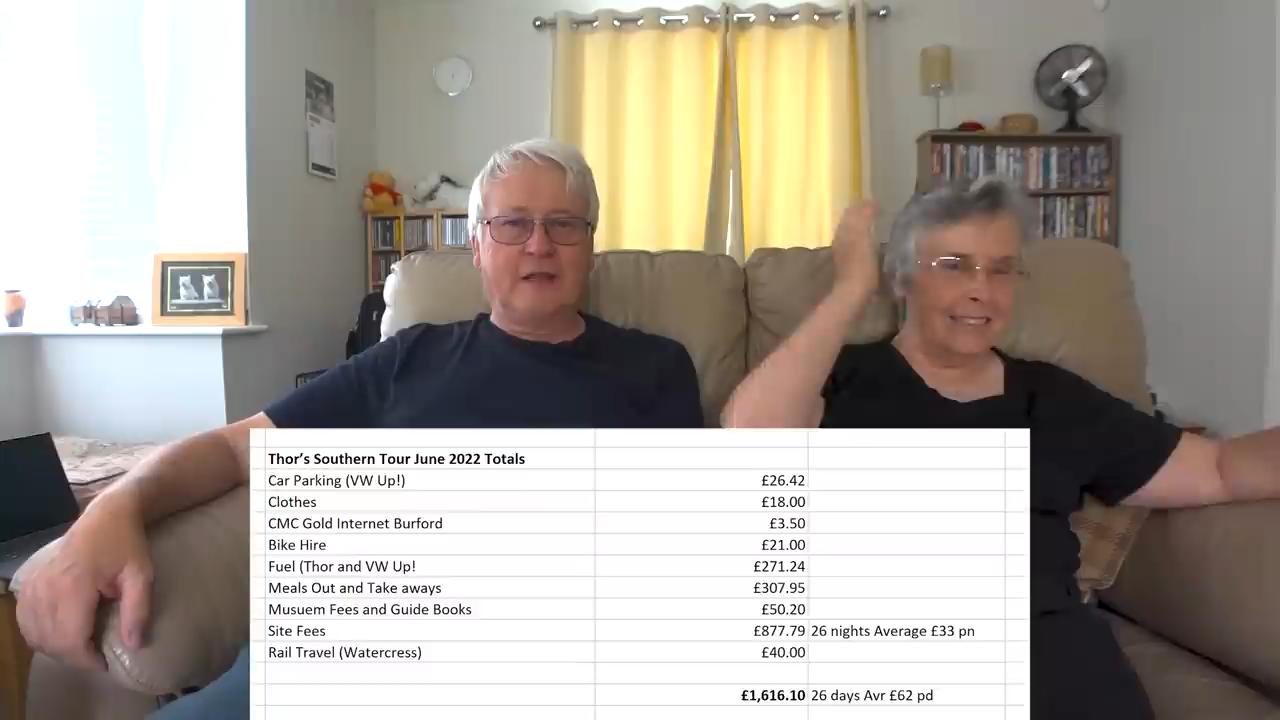 Thor's Southern Tour June 2022 Totals
Car Parking (VW Up!) £26.42
Clothes £18.00
CMC Gold Internet Burford £3.50
Bike Hire £21.00
Fuel (Thor and VW Up! £271.24
Meals Out and Take aways £307.95
Musuem Fees and Guide Books £50.20
Site Fees £877.79 26 nights Average £33 pn
Rail Travel (Watercress) £40.00
£1,616.10 26 days Avr £62 pd